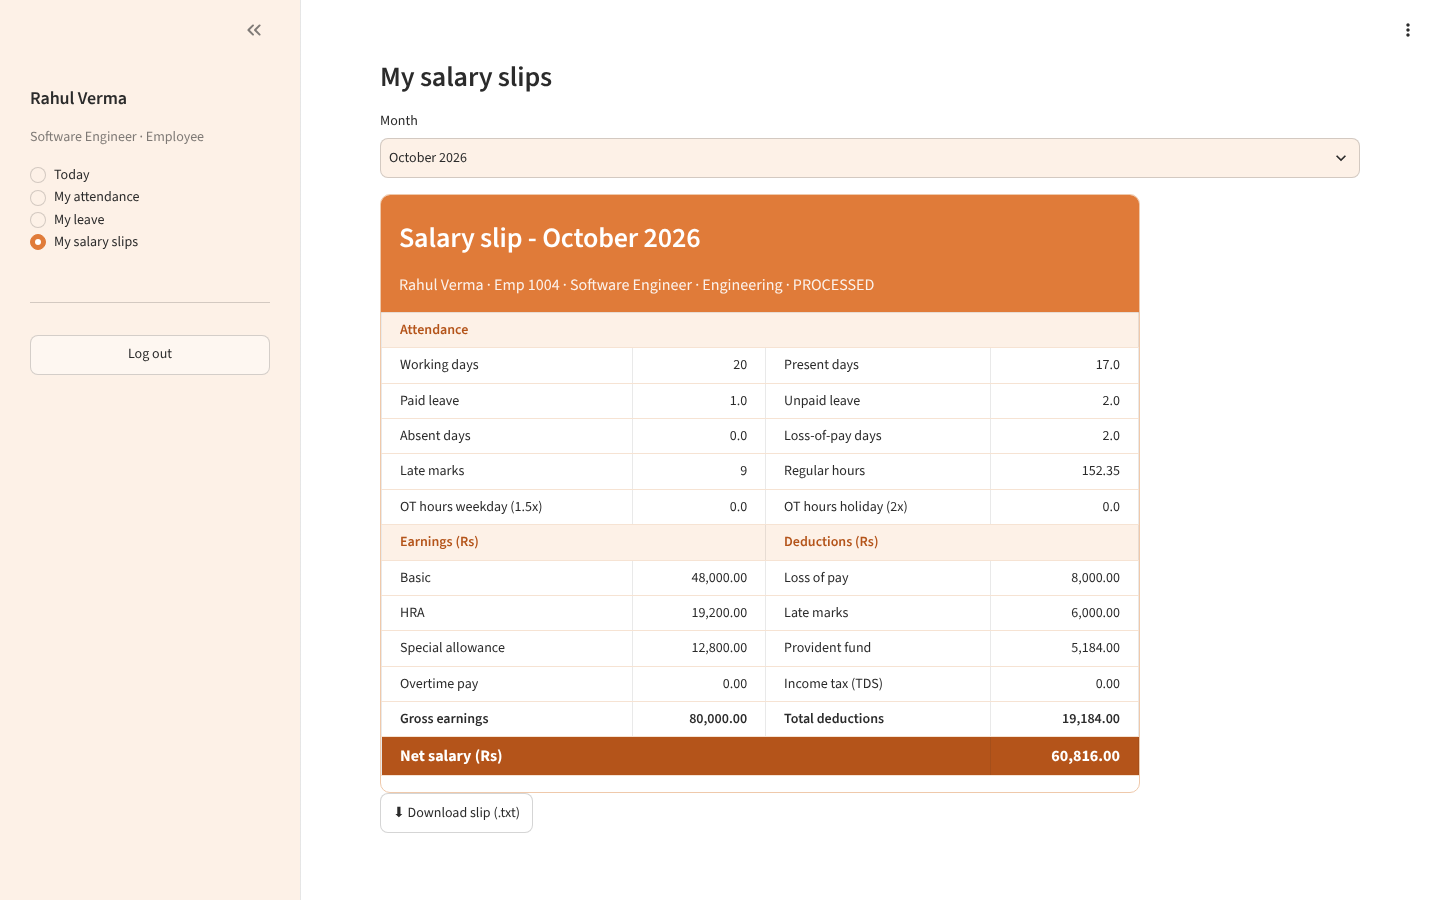 Rahul Verma
Software Engineer · Employee
Today
My attendance
My leave
My salary slips
Log out
My salary slips
Month
October 2026
Salary slip - October 2026
Rahul Verma · Emp 1004 · Software Engineer · Engineering · PROCESSED
Attendance
Working days 20 Present days 17.0
Paid leave 1.0 Unpaid leave 2.0
Absent days 0.0 Loss-of-pay days 2.0
Late marks 9 Regular hours 152.35
OT hours weekday (1.5x) 0.0 OT hours holiday (2x) 0.0
Earnings (Rs) Deductions (Rs)
Basic 48,000.00 Loss of pay 8,000.00
HRA 19,200.00 Late marks 6,000.00
Special allowance 12,800.00 Provident fund 5,184.00
Overtime pay 0.00 Income tax (TDS) 0.00
Gross earnings 80,000.00 Total deductions 19,184.00
Net salary (Rs) 60,816.00
⬇ Download slip (.txt)